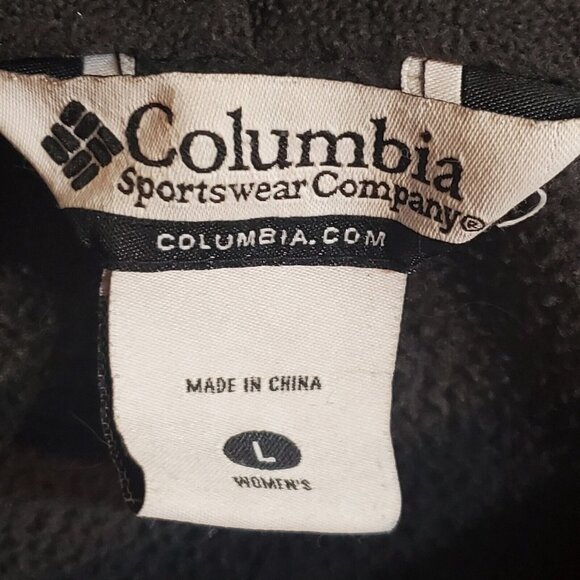 Columbia
Sportswear Company®
COLUMBIA.COM
MADE IN CHINA
L
WOMEN'S